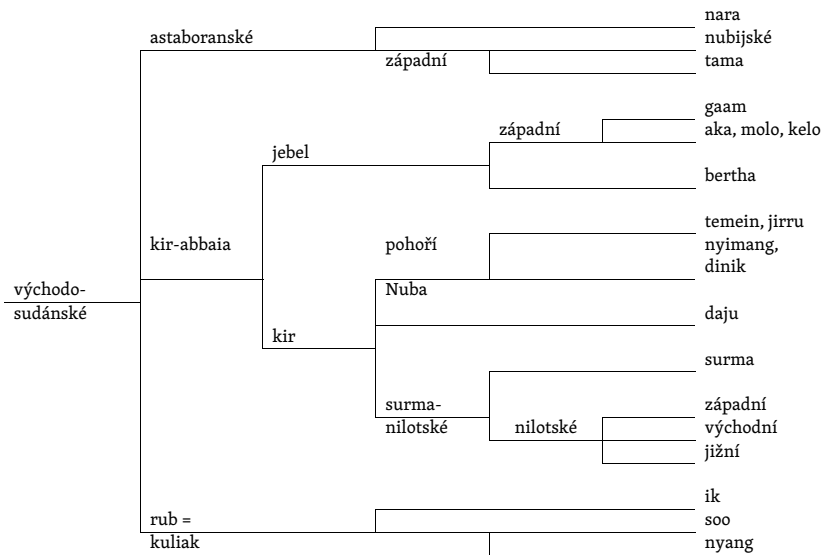 nara
astaboranské
nubijské
západní
tama
gaam
západní
aka, molo, kelo
jebel
bertha
temein, jirru
kir-abbaia
pohoří
nyimang,
dinik
východo-
Nuba
sudánské
daju
kir
surma
surma-
západní
nilotské
nilotské
východní
jižní
ik
rub =
soo
kuliak
nyang